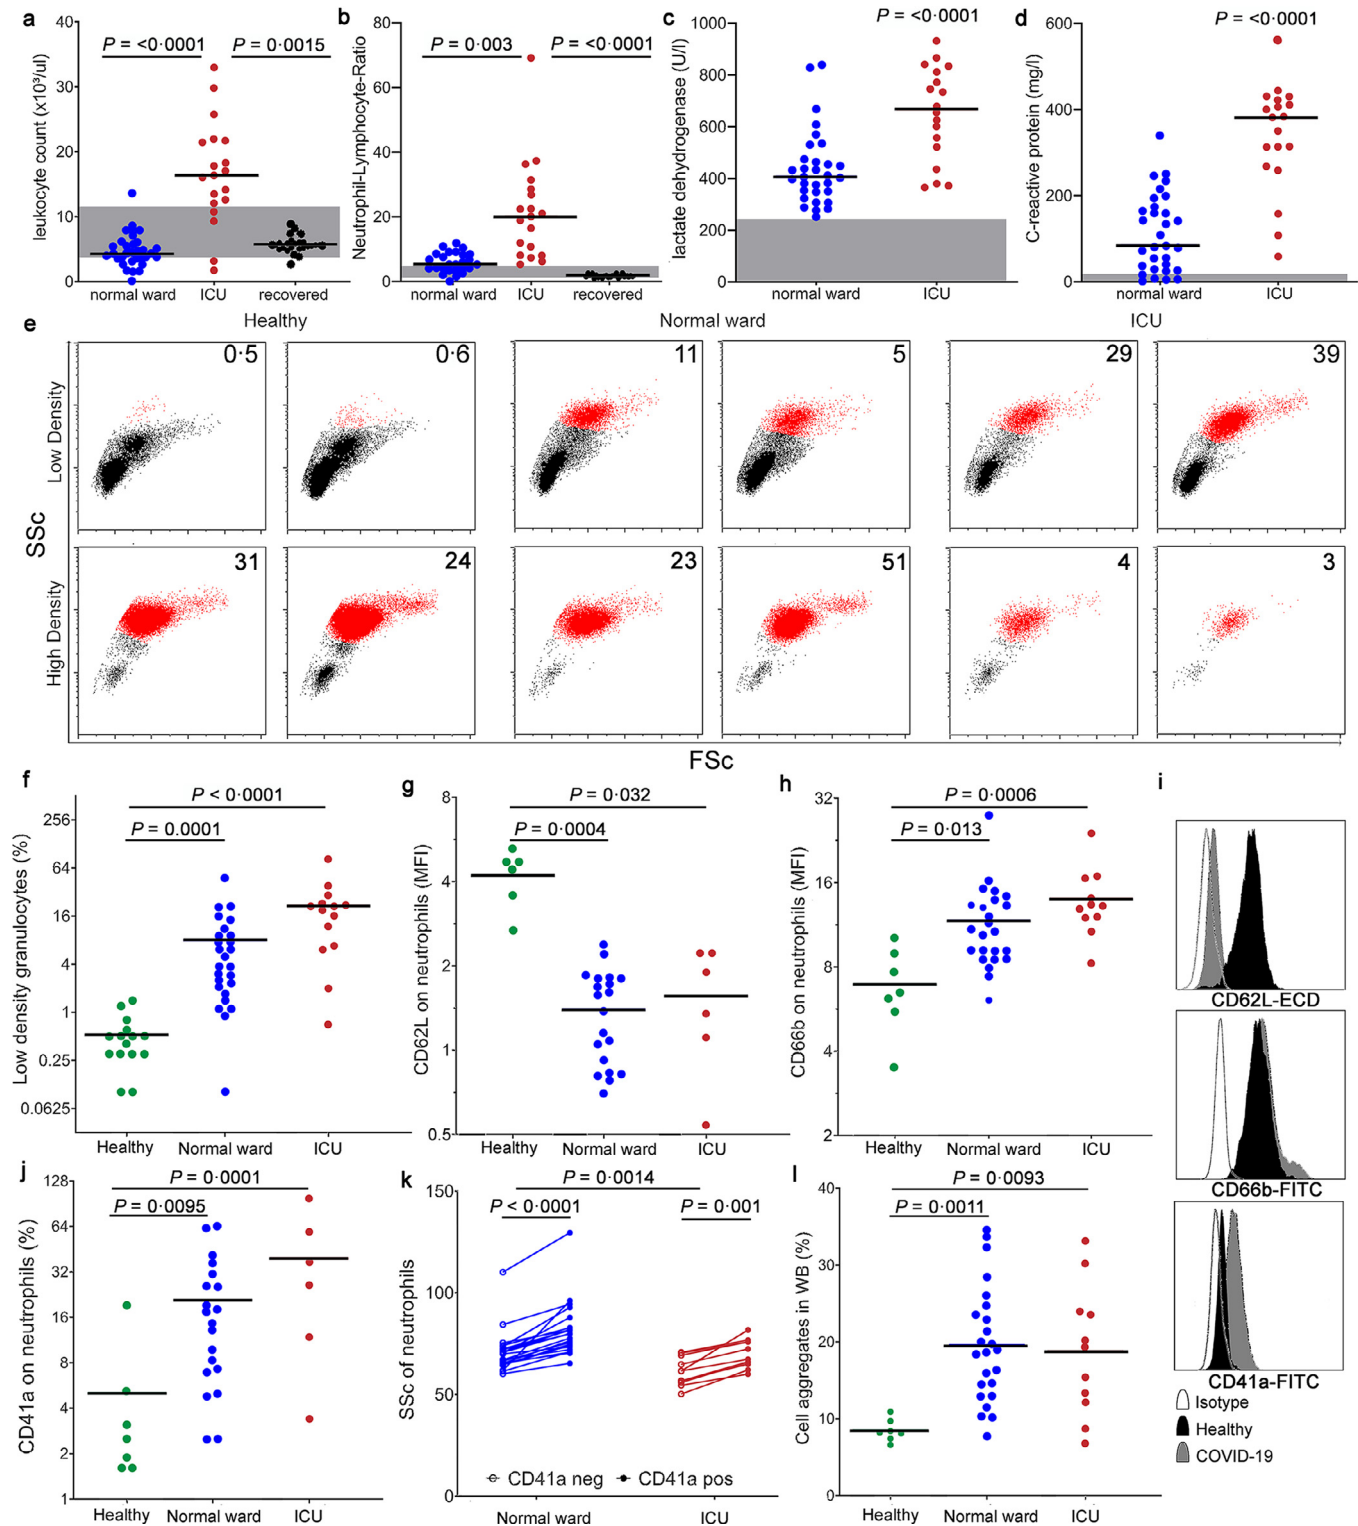 a
b
c
d
P = <0·0001
P = 0·0015
P = 0·003
P = <0·0001
P = <0·0001
P = <0·0001
leukocyte count (x10³/ul)
40
30
20
10
0
normal ward
ICU
recovered
Neutrophil-Lymphocyte-Ratio
80
60
40
20
0
normal ward
ICU
recovered
lactate dehydrogenase (U/l)
1000
800
600
400
200
0
normal ward
ICU
C-reactive protein (mg/l)
600
400
200
0
normal ward
ICU
e
Healthy
Normal ward
ICU
SSc
Low Density
0·5
0·6
11
5
29
39
High Density
31
24
23
51
4
3
FSc
f
P < 0·0001
P = 0.0001
Low density granulocytes (%)
256
64
16
4
1
0.25
0.0625
Healthy
Normal ward
ICU
g
P = 0·032
P = 0·0004
CD62L on neutrophils (MFI)
8
4
2
1
0.5
Healthy
Normal ward
ICU
h
P = 0·0006
P = 0·013
CD66b on neutrophils (MFI)
32
16
8
4
2
Healthy
Normal ward
ICU
i
CD62L-ECD
CD66b-FITC
CD41a-FITC
Isotype
Healthy
COVID-19
j
P = 0·0001
P = 0·0095
CD41a on neutrophils (%)
128
64
32
16
8
4
2
1
Healthy
Normal ward
ICU
k
P = 0·0014
P < 0·0001
P = 0·001
SSc of neutrophils
150
100
50
0
CD41a neg
CD41a pos
Normal ward
ICU
l
P = 0·0093
P = 0·0011
Cell aggregates in WB (%)
40
30
20
10
0
Healthy
Normal ward
ICU